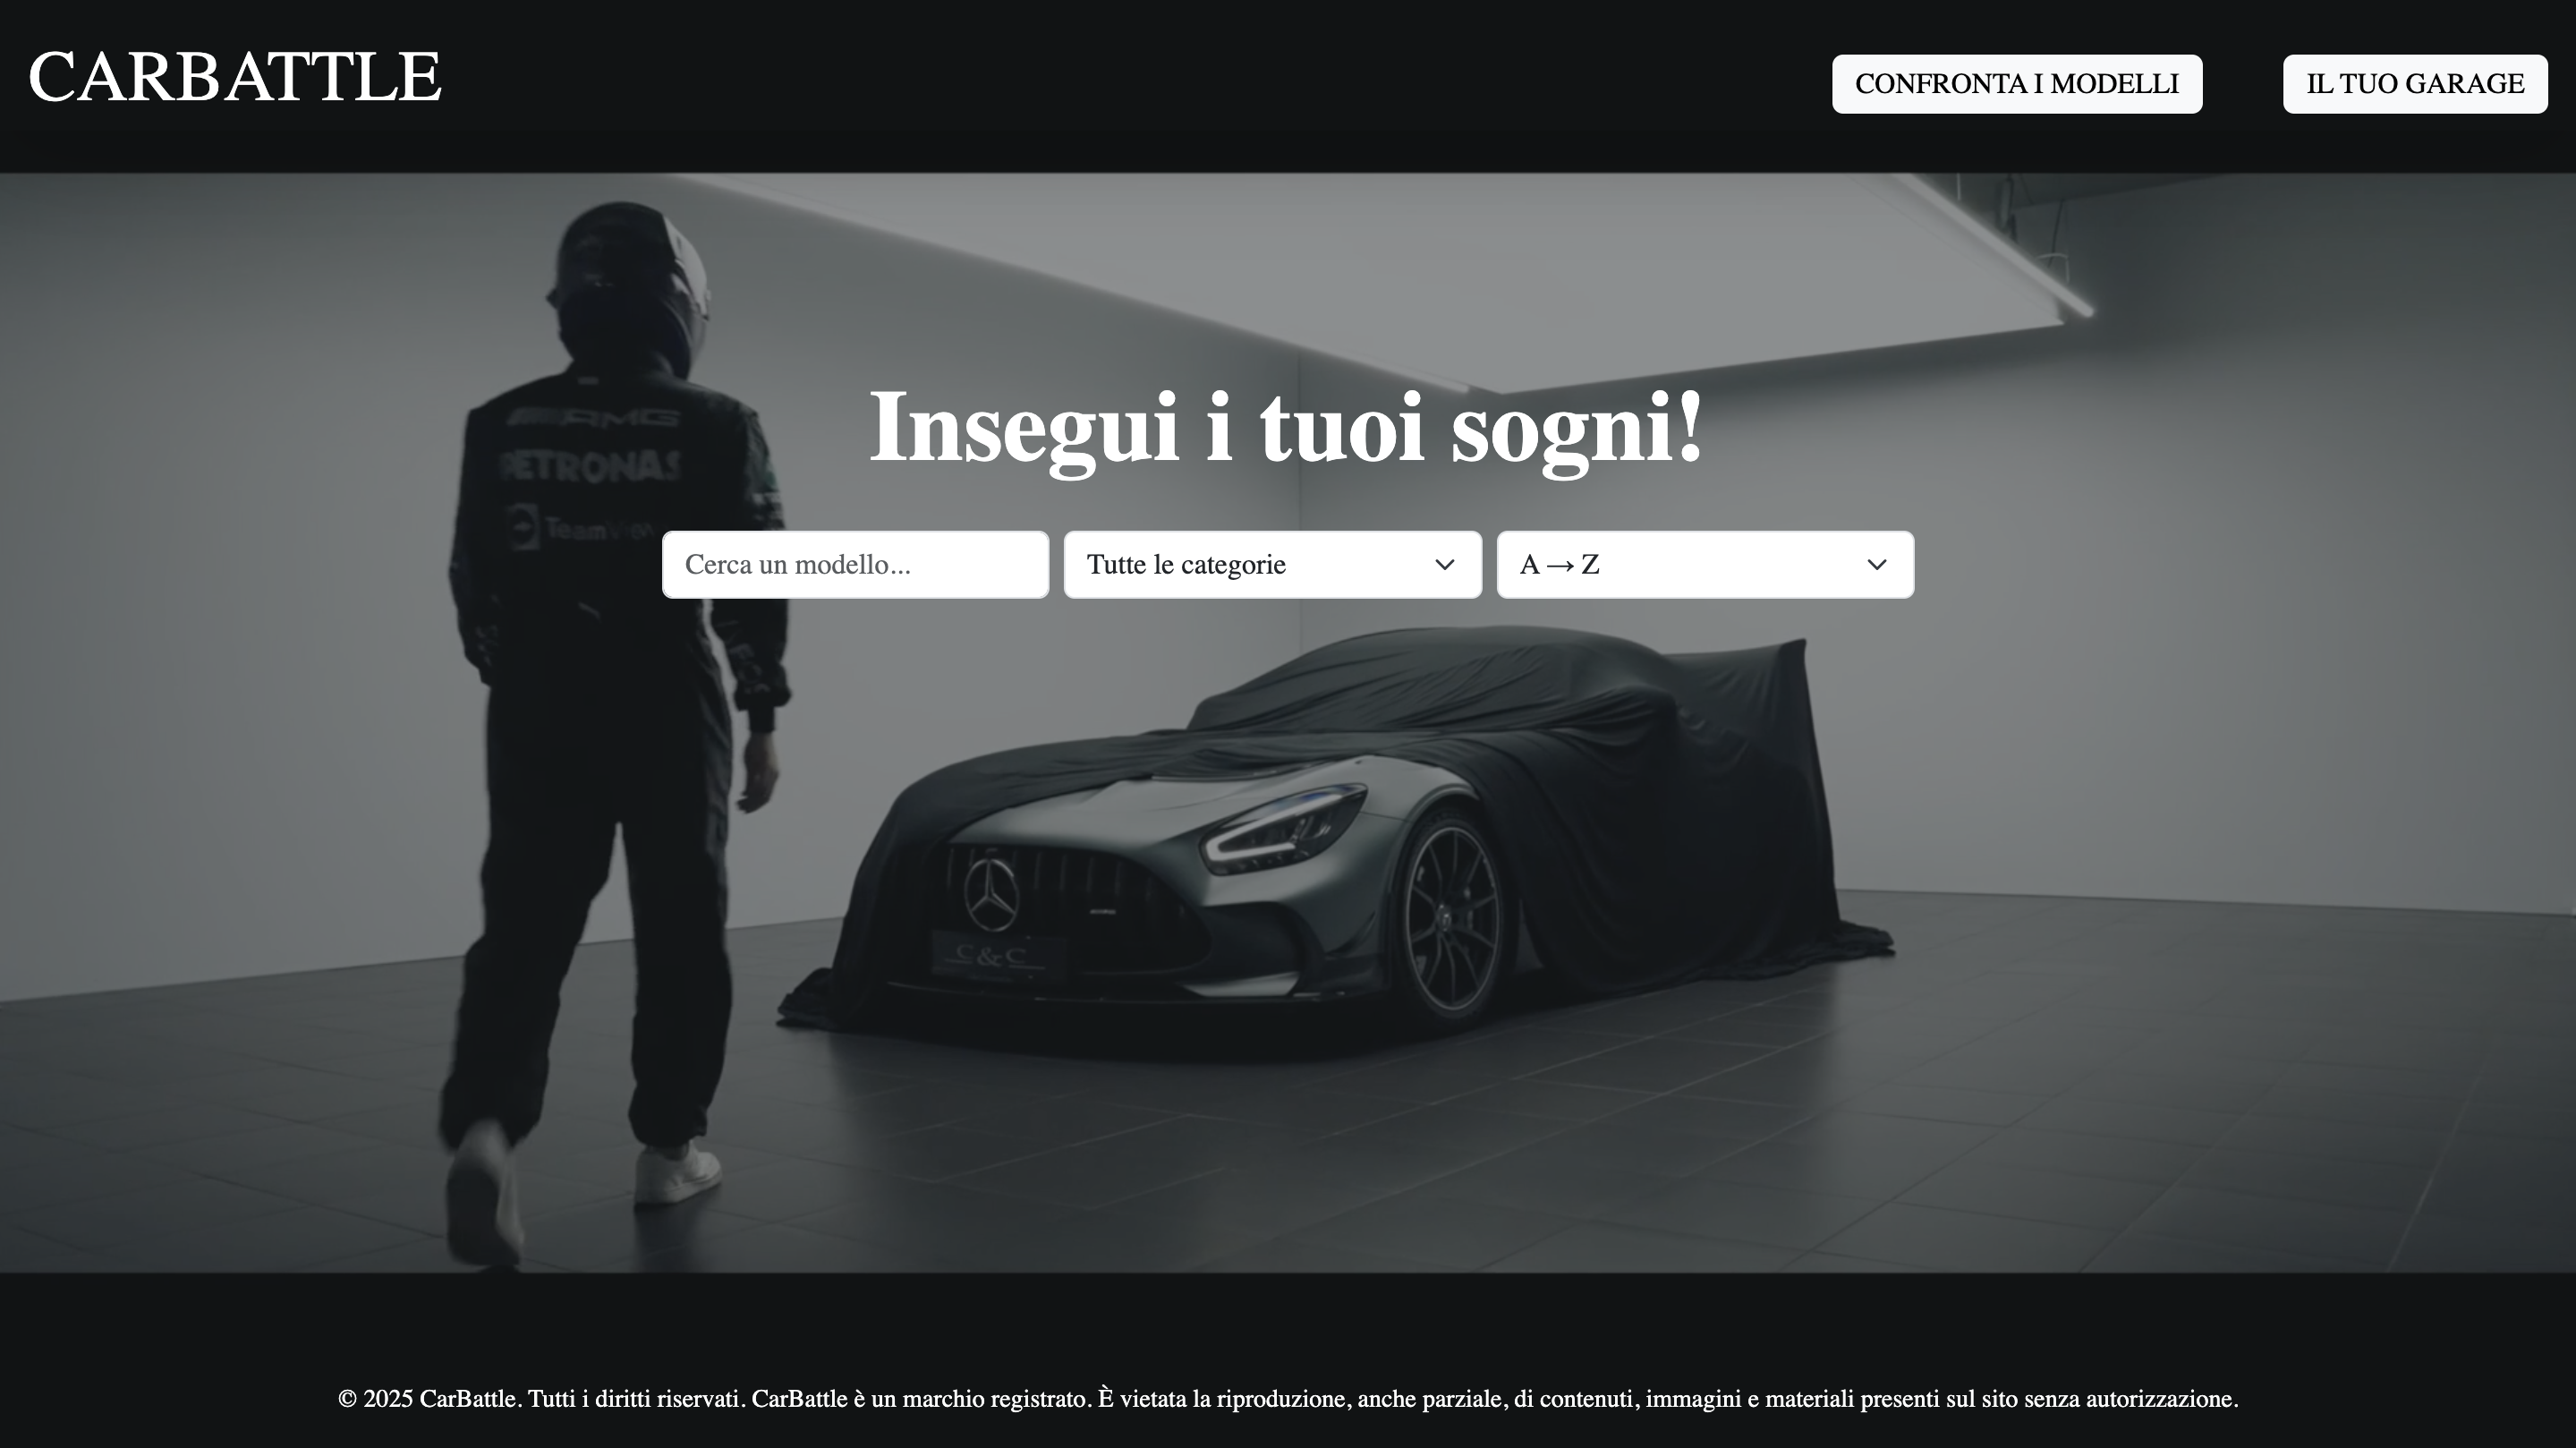 CARBATTLE
CONFRONTA I MODELLI
IL TUO GARAGE
AMG
PETRONAS
Insegui i tuoi sogni!
Cerca un modello...
Tutte le categorie
A → Z
C & C
© 2025 CarBattle. Tutti i diritti riservati. CarBattle è un marchio registrato. È vietata la riproduzione, anche parziale, di contenuti, immagini e materiali presenti sul sito senza autorizzazione.